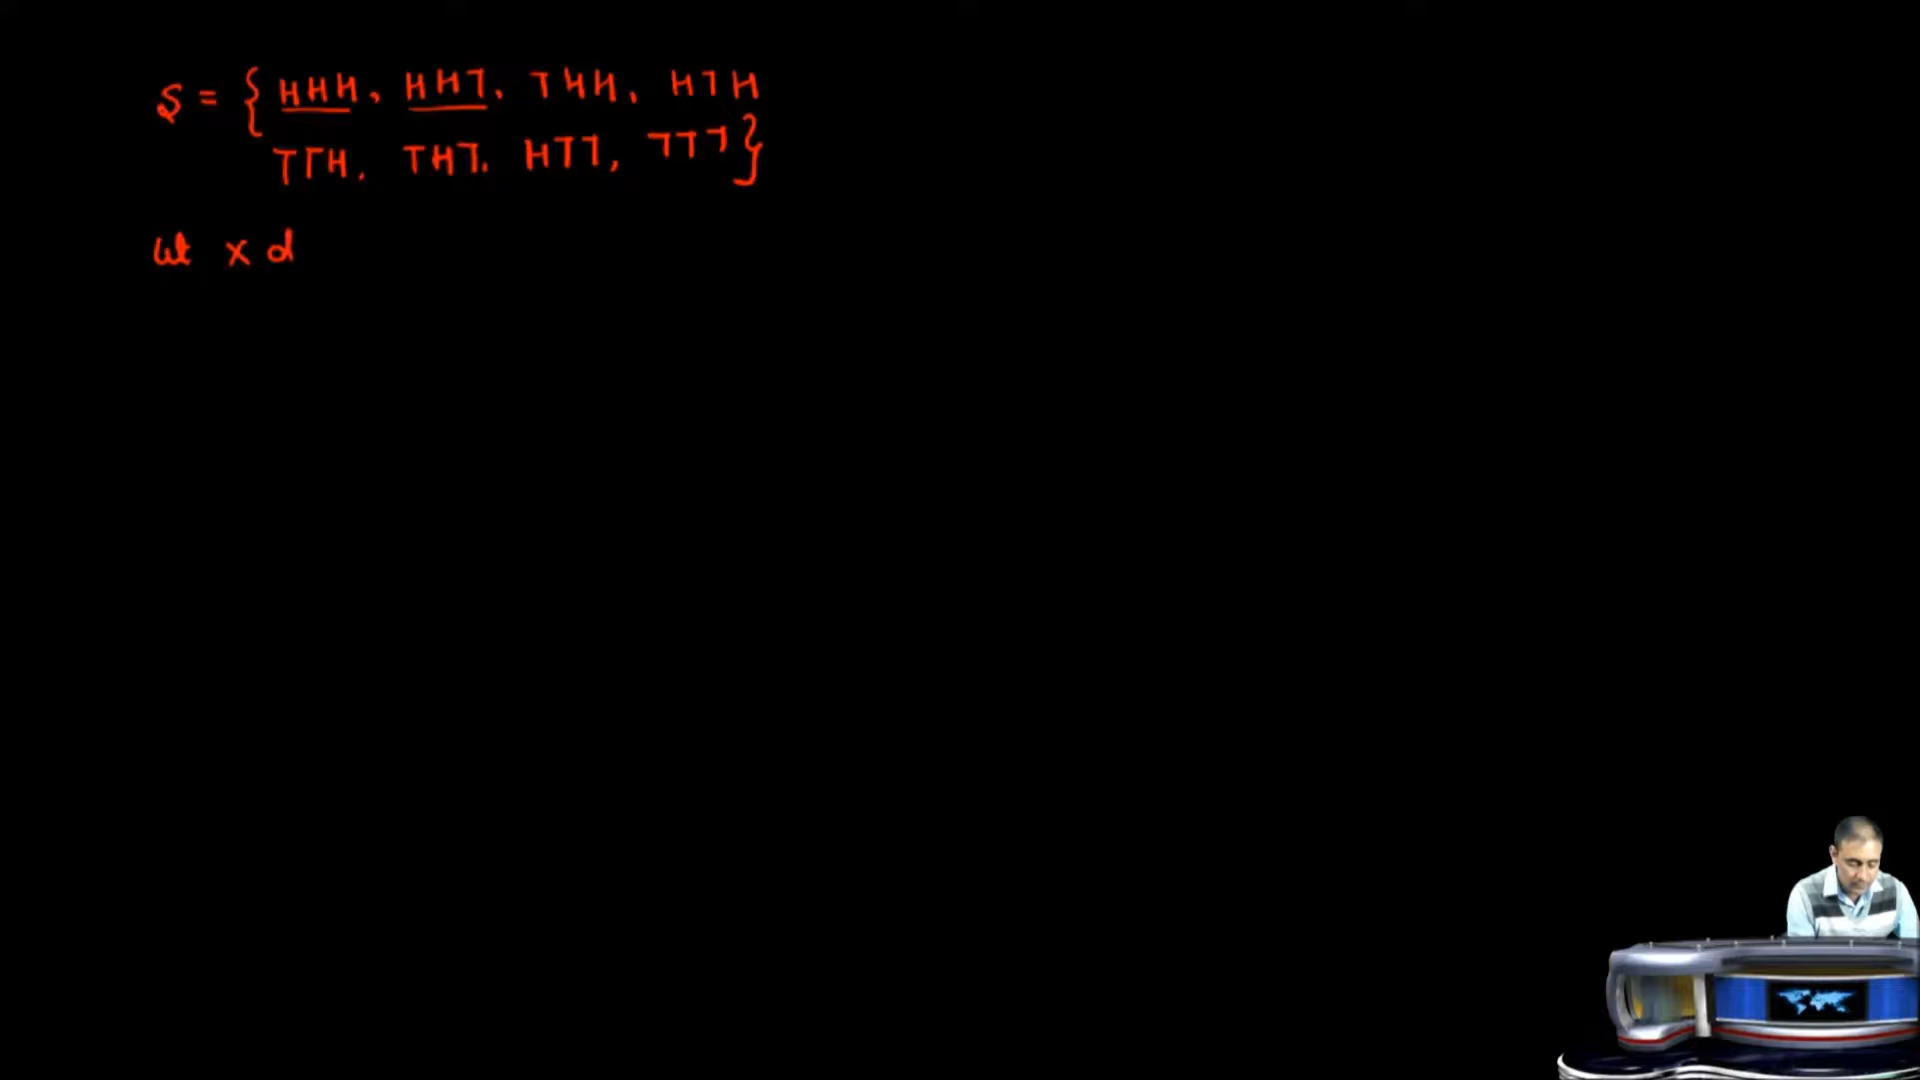 S = { HHH, HHT, THH, HTH
TTH, THT, HTT, TTT }
Let x d